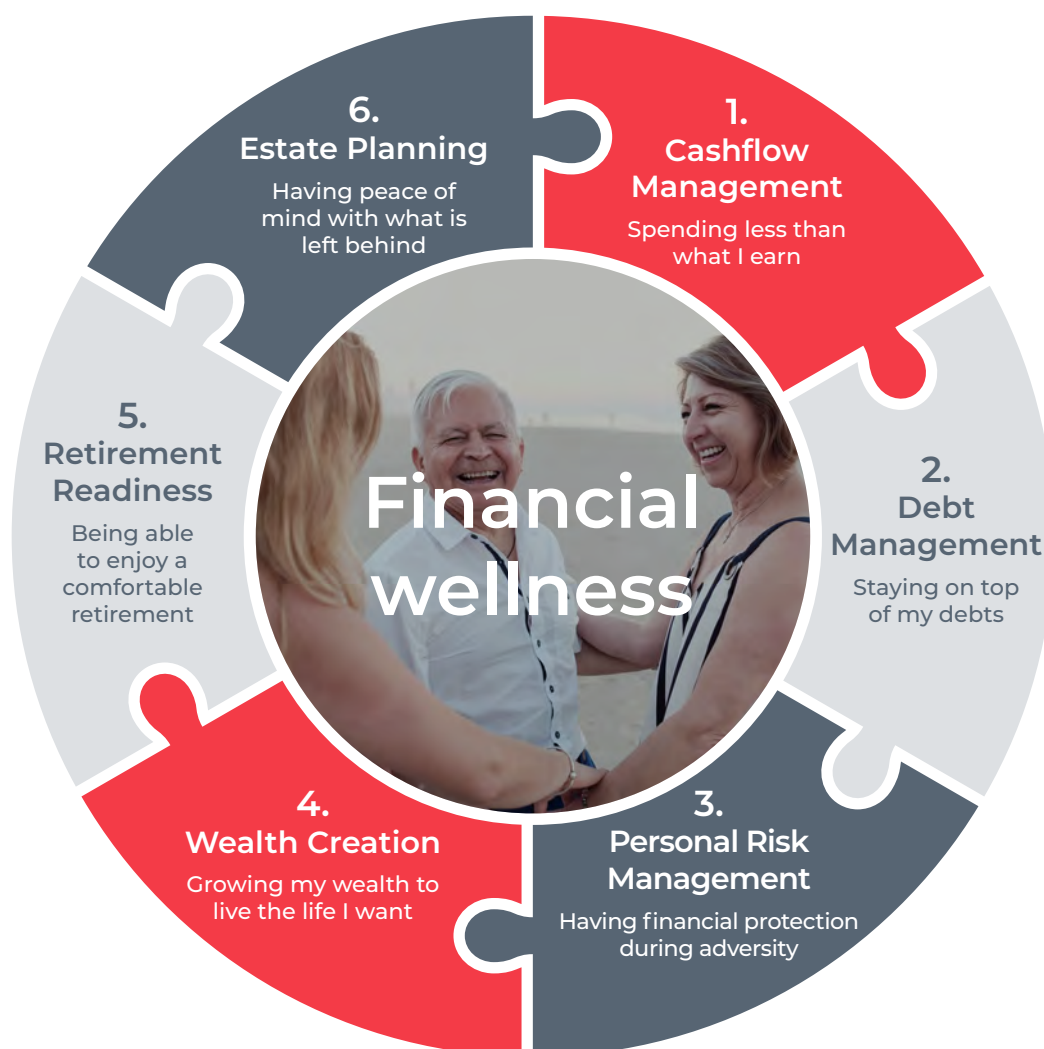 Financial
wellness
1.
Cashflow
Management
Spending less than
what I earn
2.
Debt
Management
Staying on top
of my debts
3.
Personal Risk
Management
Having financial protection
during adversity
4.
Wealth Creation
Growing my wealth to
live the life I want
5.
Retirement
Readiness
Being able
to enjoy a
comfortable
retirement
6.
Estate Planning
Having peace of
mind with what is
left behind